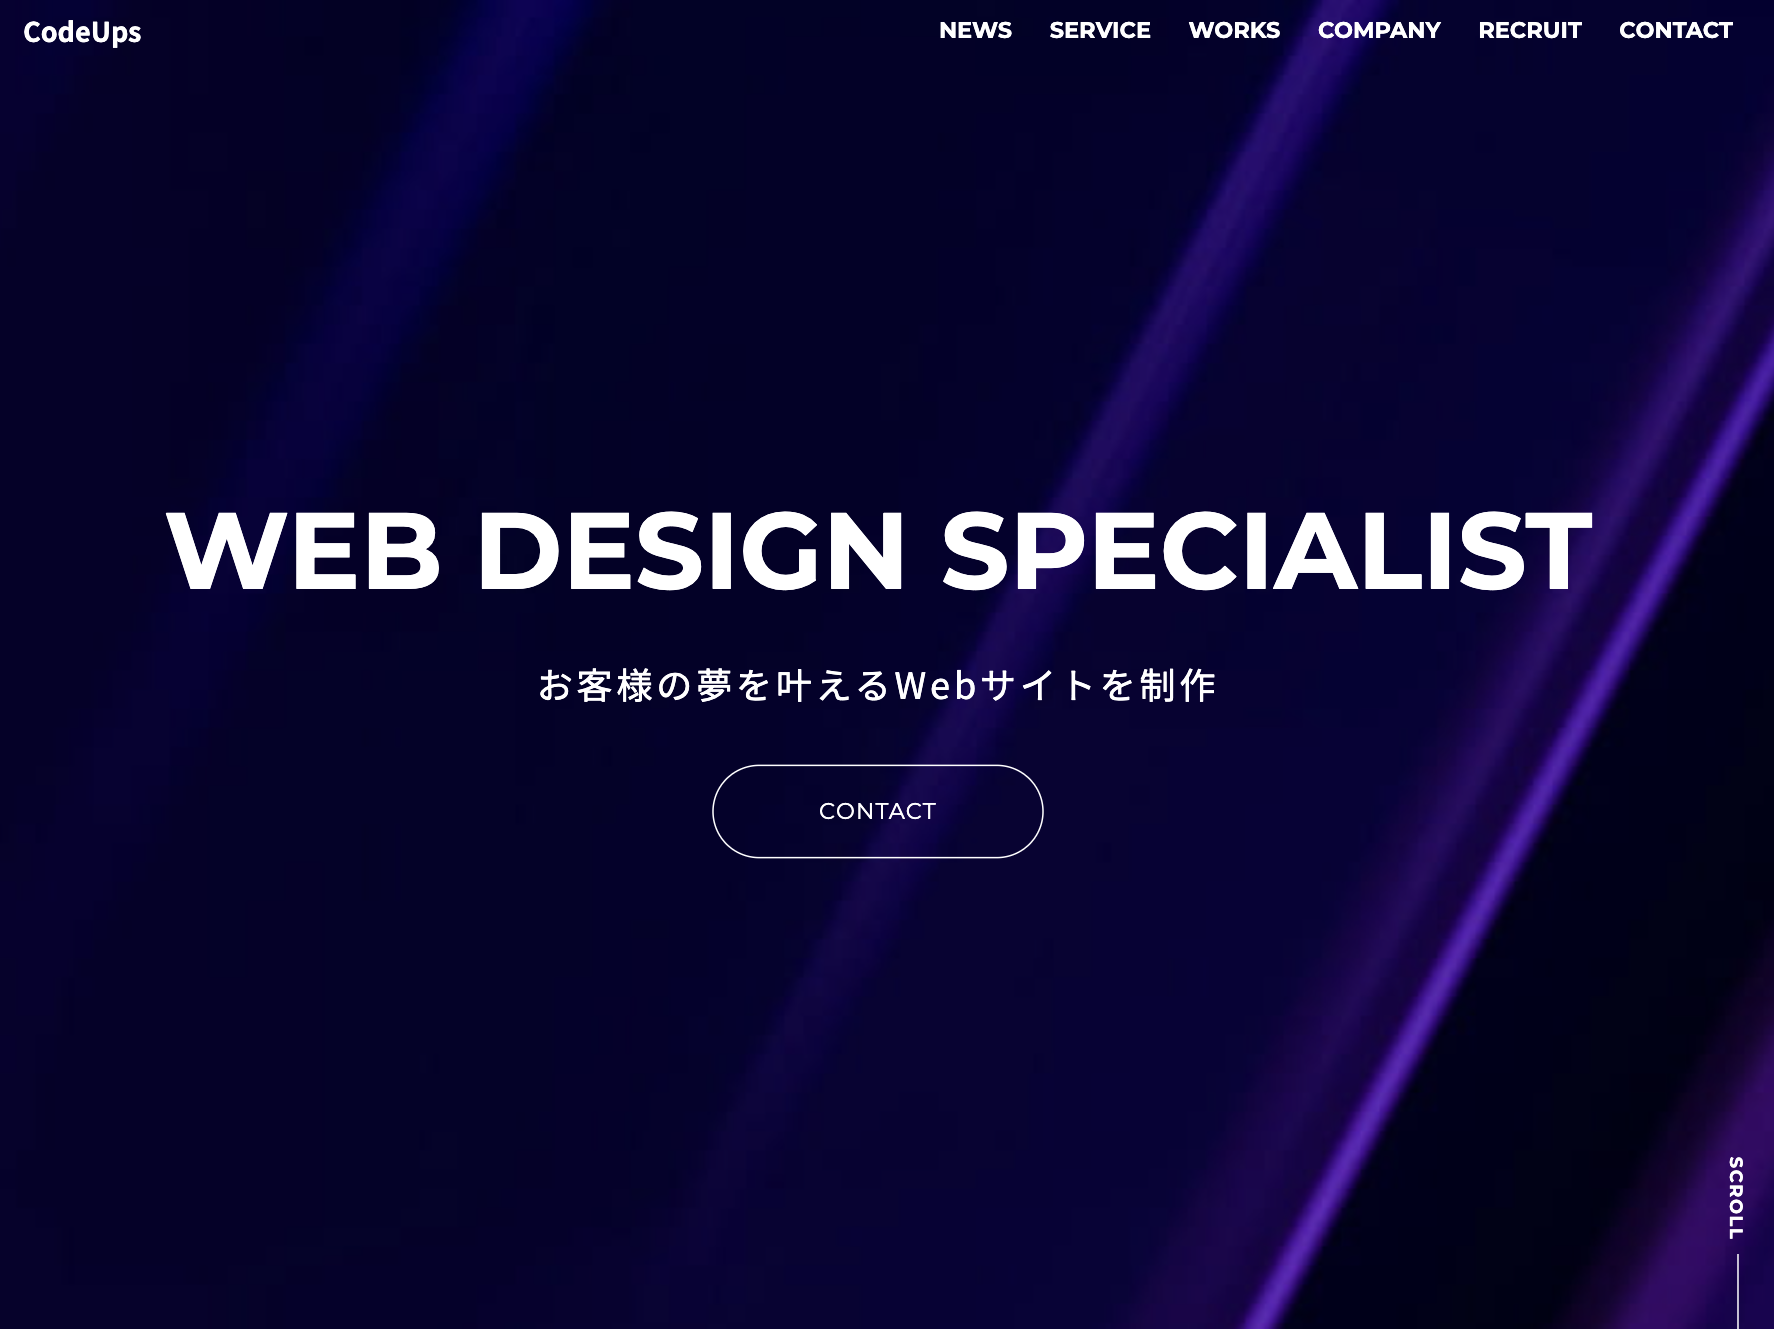 CodeUps
NEWS SERVICE WORKS COMPANY RECRUIT CONTACT
WEB DESIGN SPECIALIST
お客様の夢を叶えるWebサイトを制作
CONTACT
SCROLL